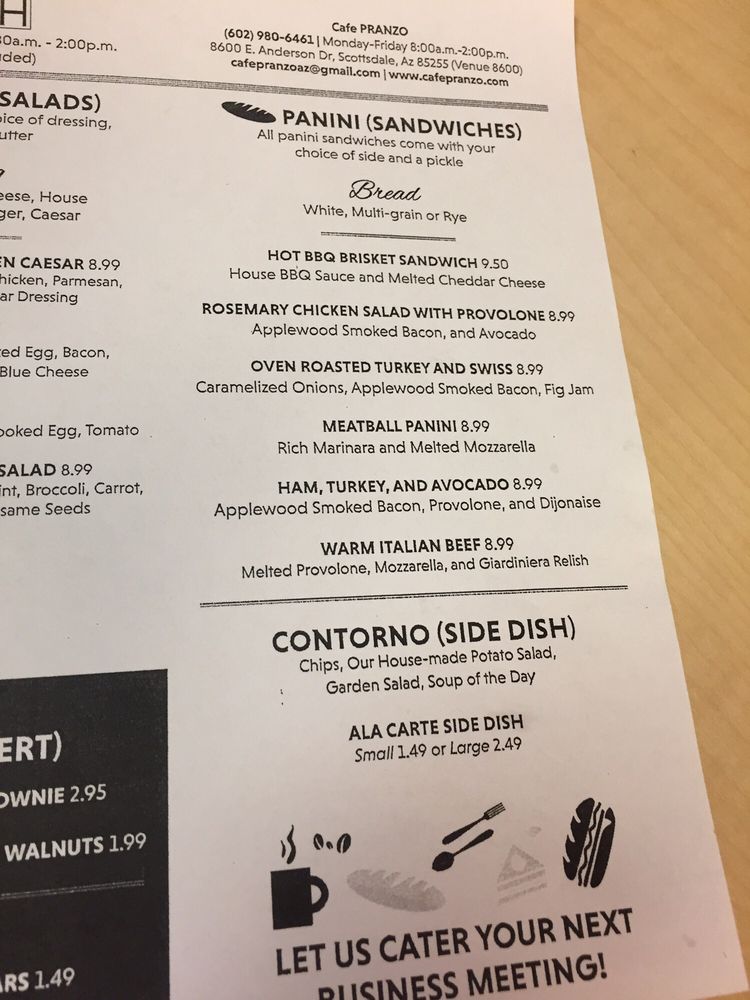 H
0a.m. - 2:00p.m.
ded)
SALADS)
oice of dressing,
utter
eese, House
ger, Caesar
EN CAESAR 8.99
hicken, Parmesan,
ar Dressing
ed Egg, Bacon,
Blue Cheese
ooked Egg, Tomato
SALAD 8.99
int, Broccoli, Carrot,
same Seeds
ERT)
OWNIE 2.95
WALNUTS 1.99
ARS 1.49
Cafe PRANZO
(602) 980-6461 | Monday-Friday 8:00a.m.-2:00p.m.
8600 E. Anderson Dr, Scottsdale, Az 85255 (Venue 8600)
cafepranzoaz@gmail.com | www.cafepranzo.com
PANINI (SANDWICHES)
All panini sandwiches come with your
choice of side and a pickle
Bread
White, Multi-grain or Rye
HOT BBQ BRISKET SANDWICH 9.50
House BBQ Sauce and Melted Cheddar Cheese
ROSEMARY CHICKEN SALAD WITH PROVOLONE 8.99
Applewood Smoked Bacon, and Avocado
OVEN ROASTED TURKEY AND SWISS 8.99
Caramelized Onions, Applewood Smoked Bacon, Fig Jam
MEATBALL PANINI 8.99
Rich Marinara and Melted Mozzarella
HAM, TURKEY, AND AVOCADO 8.99
Applewood Smoked Bacon, Provolone, and Dijonaise
WARM ITALIAN BEEF 8.99
Melted Provolone, Mozzarella, and Giardiniera Relish
CONTORNO (SIDE DISH)
Chips, Our House-made Potato Salad,
Garden Salad, Soup of the Day
ALA CARTE SIDE DISH
Small 1.49 or Large 2.49
LET US CATER YOUR NEXT
BUSINESS MEETING!